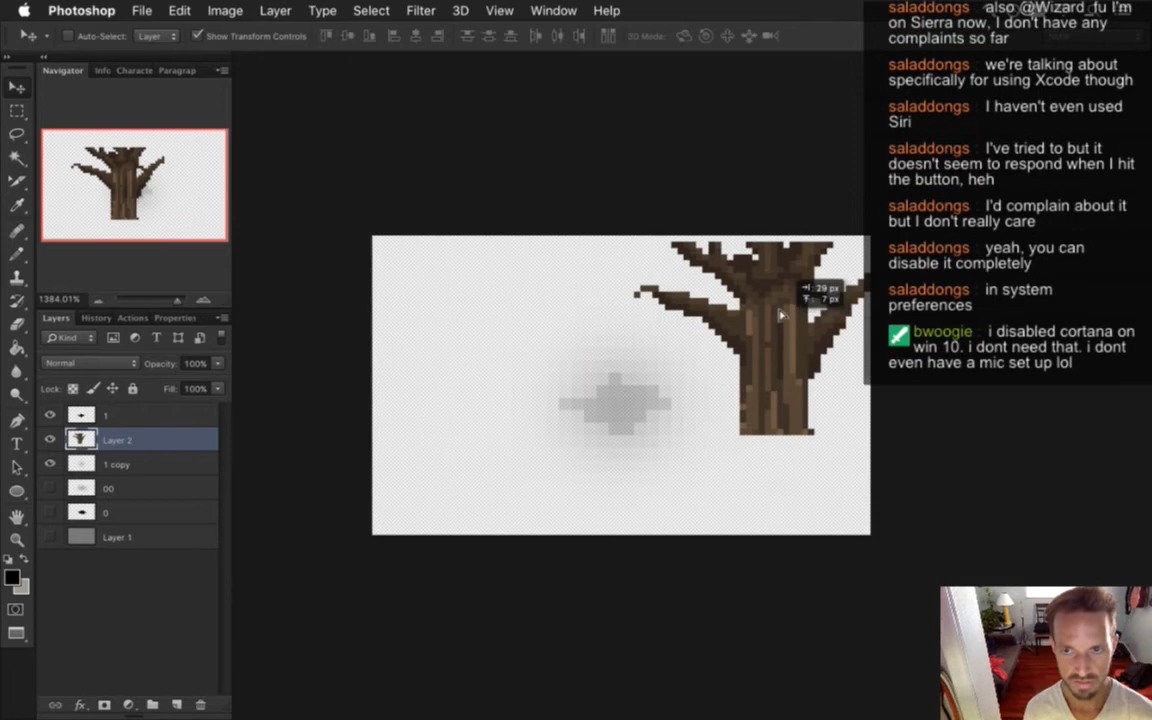 Photoshop File Edit Image Layer Type Select Filter 3D View Window Help
Auto-Select: Layer Show Transform Controls 3D Mode:
Navigator Info Characte Paragrap
1384.01%
Layers History Actions Properties
Kind
Normal Opacity: 100%
Lock: Fill: 100%
1
Layer 2
1 copy
00
0
Layer 1
29 px
7 px
saladdongs also @Wizard_fu I'm
on Sierra now, I don't have any
complaints so far
saladdongs we're talking about
specifically for using Xcode though
saladdongs I haven't even used
Siri
saladdongs I've tried to but it
doesn't seem to respond when I hit
the button, heh
saladdongs I'd complain about it
but I don't really care
saladdongs yeah, you can
disable it completely
saladdongs in system
preferences
bwoogie i disabled cortana on
win 10. i dont need that. i dont
even have a mic set up lol